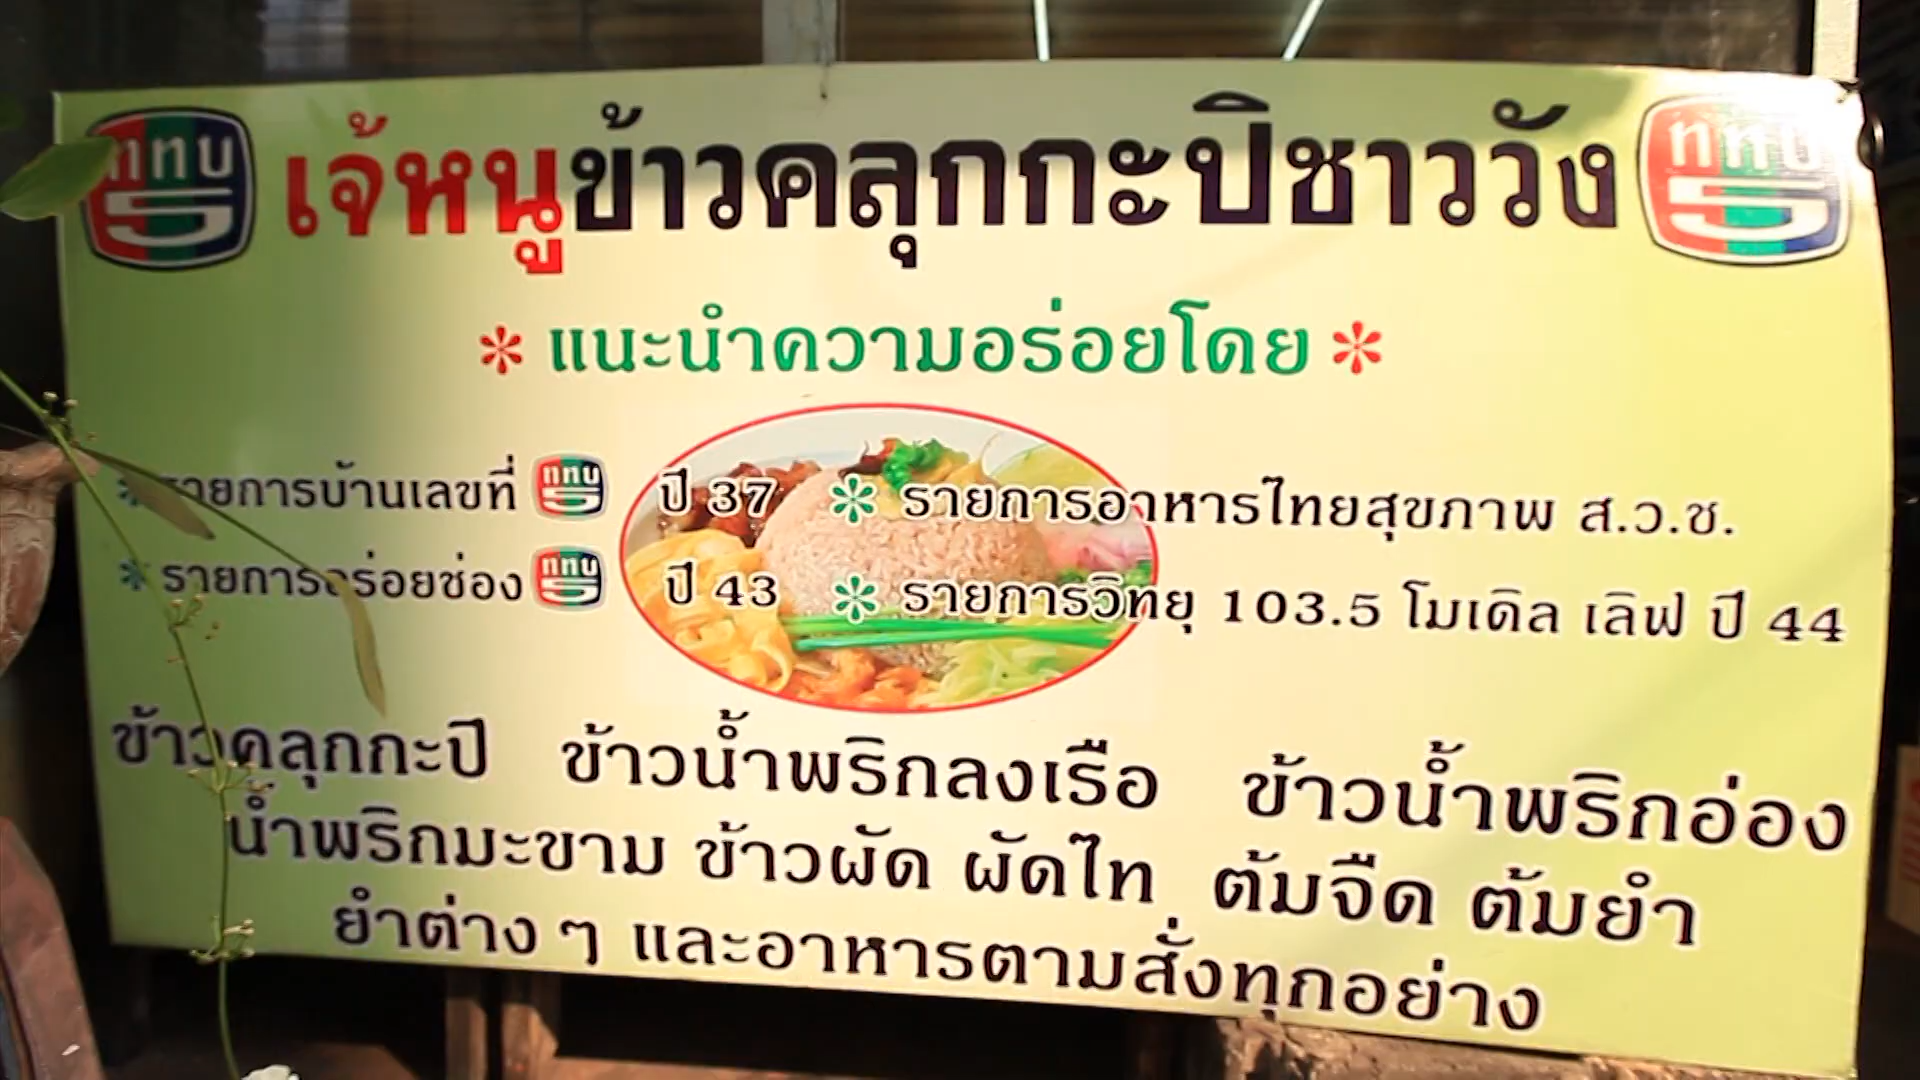 ททบ 5 เจ้หนูข้าวคลุกกะปิชาววัง ททบ 5
* แนะนำความอร่อยโดย *
* รายการบ้านเลขที่ ททบ 5 ปี 37 * รายการอาหารไทยสุขภาพ ส.ว.ช.
* รายการอร่อยช่อง ททบ 5 ปี 43 * รายการวิทยุ 103.5 โมเดิล เลิฟ ปี 44
ข้าวคลุกกะปิ ข้าวน้ำพริกลงเรือ ข้าวน้ำพริกอ่อง
น้ำพริกมะขาม ข้าวผัด ผัดไท ต้มจืด ต้มยำ
ยำต่าง ๆ และอาหารตามสั่งทุกอย่าง